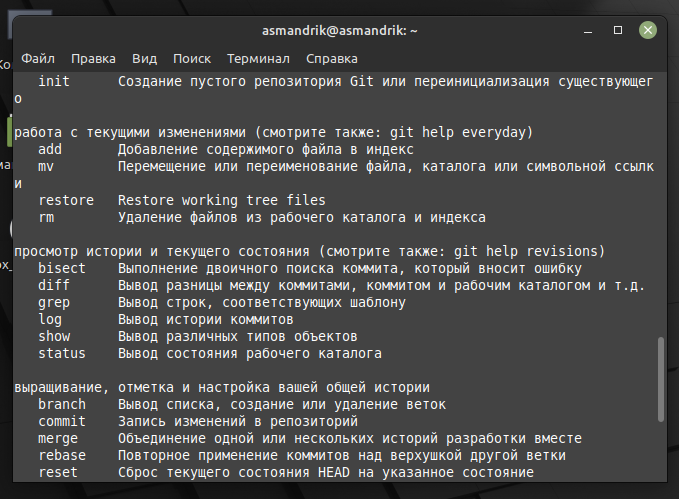 asmandrik@asmandrik: ~
Файл Правка Вид Поиск Терминал Справка
init Создание пустого репозитория Git или переинициализация существующег
о
работа с текущими изменениями (смотрите также: git help everyday)
add Добавление содержимого файла в индекс
mv Перемещение или переименование файла, каталога или символьной ссылк
и
restore Restore working tree files
rm Удаление файлов из рабочего каталога и индекса
просмотр истории и текущего состояния (смотрите также: git help revisions)
bisect Выполнение двоичного поиска коммита, который вносит ошибку
diff Вывод разницы между коммитами, коммитом и рабочим каталогом и т.д.
grep Вывод строк, соответствующих шаблону
log Вывод истории коммитов
show Вывод различных типов объектов
status Вывод состояния рабочего каталога
выращивание, отметка и настройка вашей общей истории
branch Вывод списка, создание или удаление веток
commit Запись изменений в репозиторий
merge Объединение одной или нескольких историй разработки вместе
rebase Повторное применение коммитов над верхушкой другой ветки
reset Сброс текущего состояния HEAD на указанное состояние